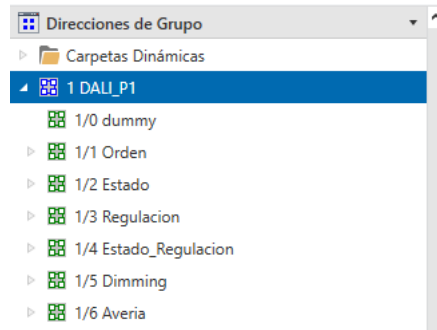 Direcciones de Grupo
Carpetas Dinámicas
1 DALI_P1
1/0 dummy
1/1 Orden
1/2 Estado
1/3 Regulacion
1/4 Estado_Regulacion
1/5 Dimming
1/6 Averia